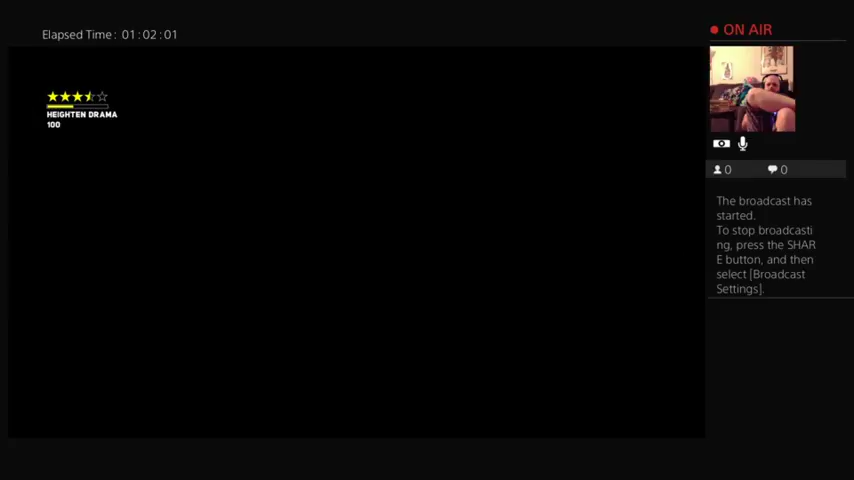 Elapsed Time: 01:02:01
ON AIR
HEIGHTEN DRAMA
100
0 0
The broadcast has
started.
To stop broadcasti
ng, press the SHAR
E button, and then
select [Broadcast
Settings].